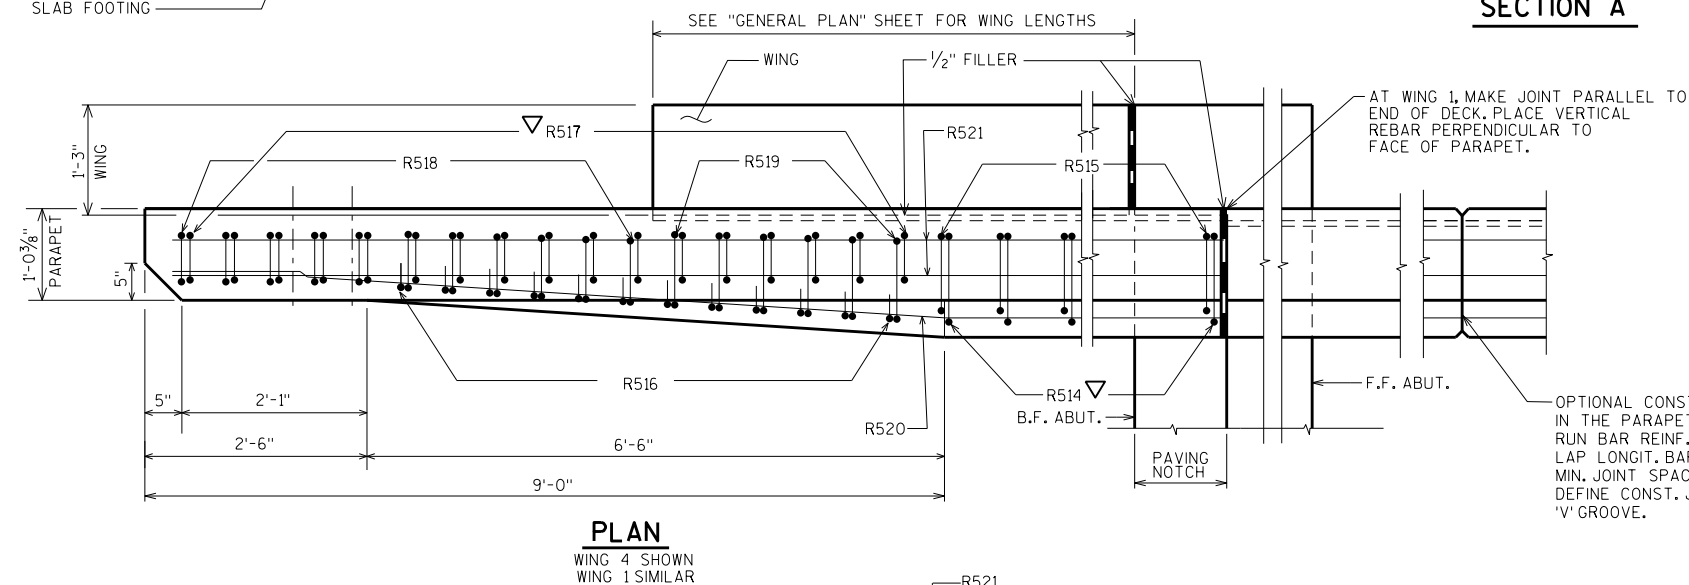 SLAB FOOTING
SECTION A
SEE "GENERAL PLAN" SHEET FOR WING LENGTHS
WING
1/2" FILLER
AT WING 1, MAKE JOINT PARALLEL TO
END OF DECK. PLACE VERTICAL
REBAR PERPENDICULAR TO
FACE OF PARAPET.
1'-3"
WING
R517
R521
R518
R519
R515
1'-0 3/8"
PARAPET
5"
R516
R514
F.F. ABUT.
B.F. ABUT.
R520
5"
2'-1"
2'-6"
6'-6"
9'-0"
PAVING
NOTCH
OPTIONAL CONST
IN THE PARAPET
RUN BAR REINF.
LAP LONGIT. BAR
MIN. JOINT SPAC
DEFINE CONST. J
'V' GROOVE.
PLAN
WING 4 SHOWN
WING 1 SIMILAR
R521